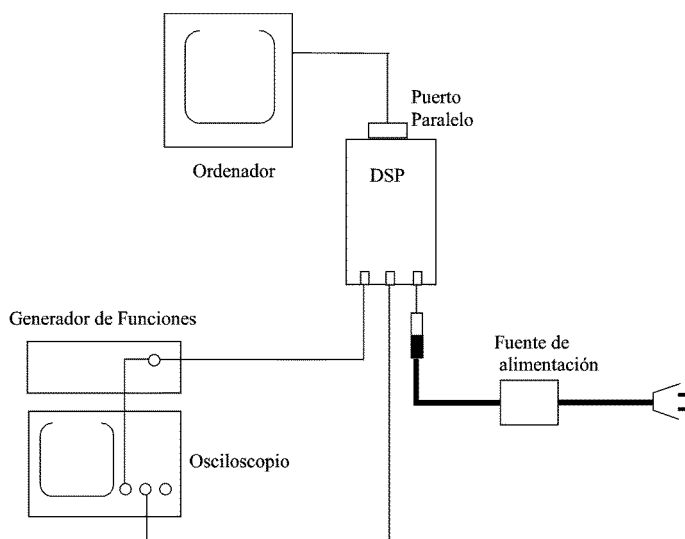 Puerto
Paralelo
Ordenador
DSP
Generador de Funciones
Fuente de
alimentación
Osciloscopio